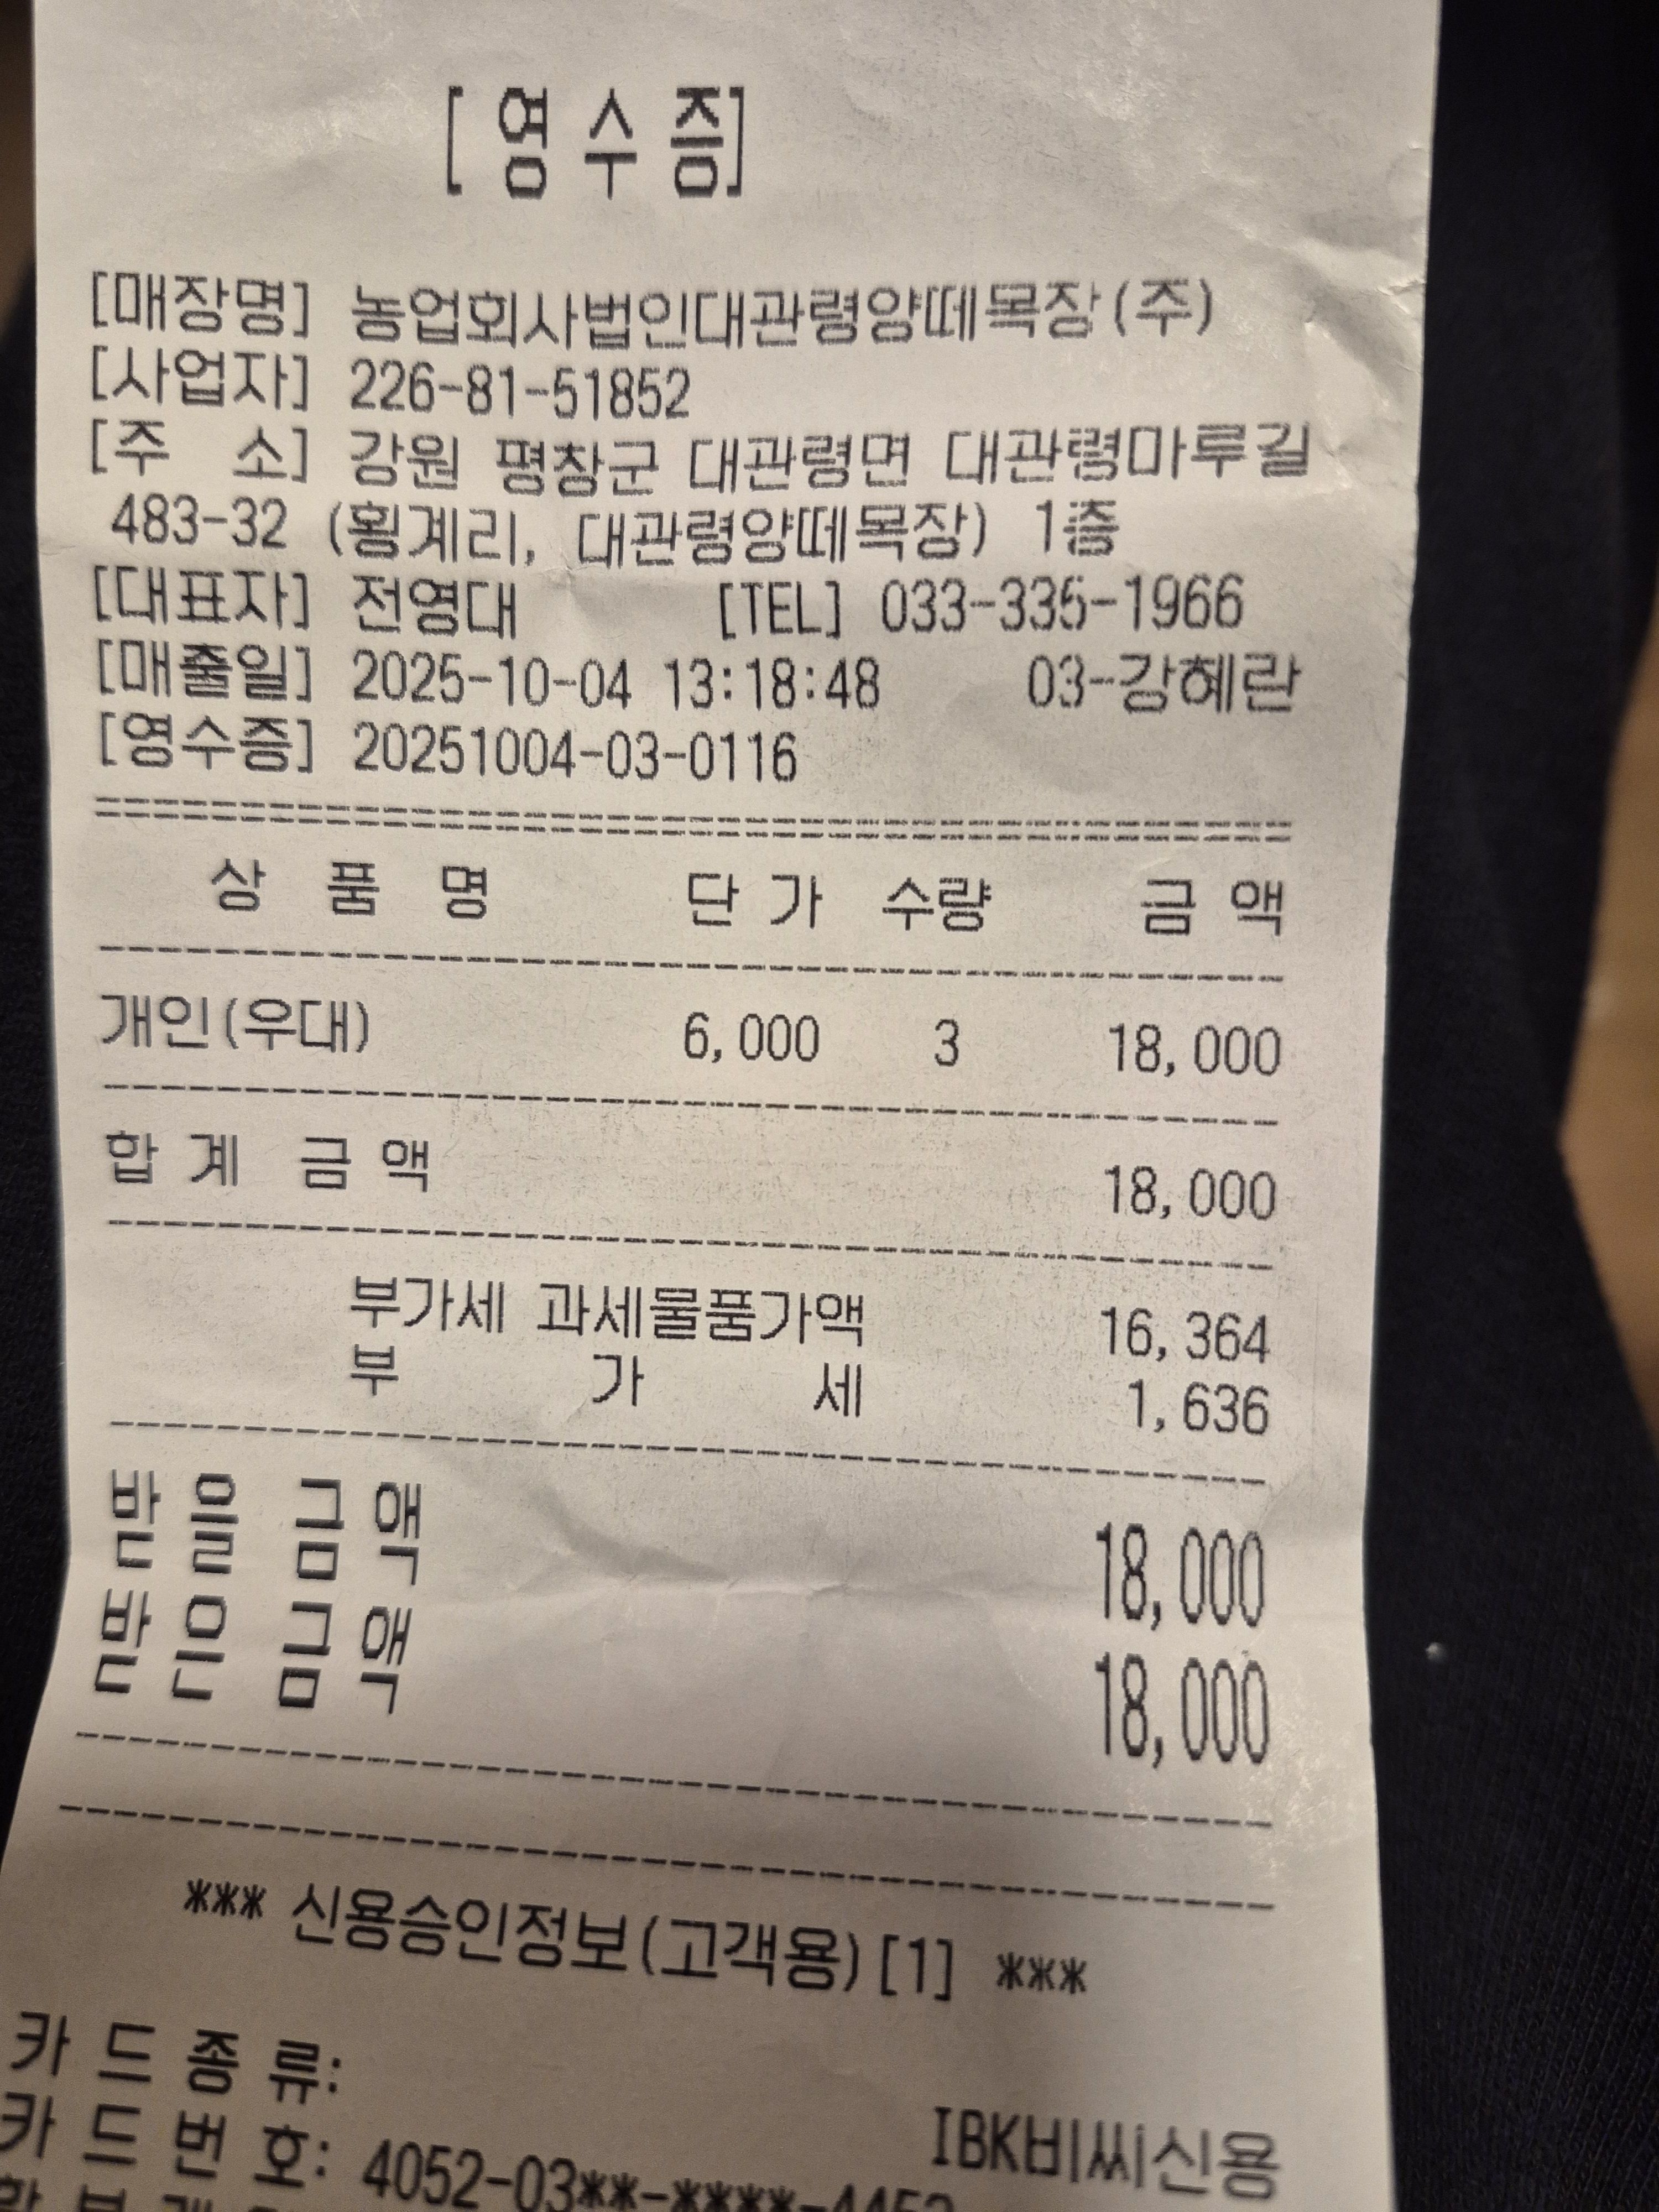 [ 영 수 증]
[매장명] 농업회사법인대관령양떼목장(주)
[사업자] 226-81-51852
[주 소] 강원 평창군 대관령면 대관령마루길
483-32 (횡계리, 대관령양떼목장) 1층
[대표자] 전영대 [TEL] 033-335-1966
[매출일] 2025-10-04 13:18:48 03-강혜란
[영수증] 20251004-03-0116
상 품 명 단 가 수량 금 액
개인(우대) 6,000 3 18,000
합 계 금 액 18,000
부가세 과세물품가액 16,364
부 가 세 1,636
받 을 금 액 18,000
받 은 금 액 18,000
*** 신용승인정보(고객용)[1] ***
카 드 종 류:
IBK비씨신용
카 드 번 호: 4052-03**-****-4452